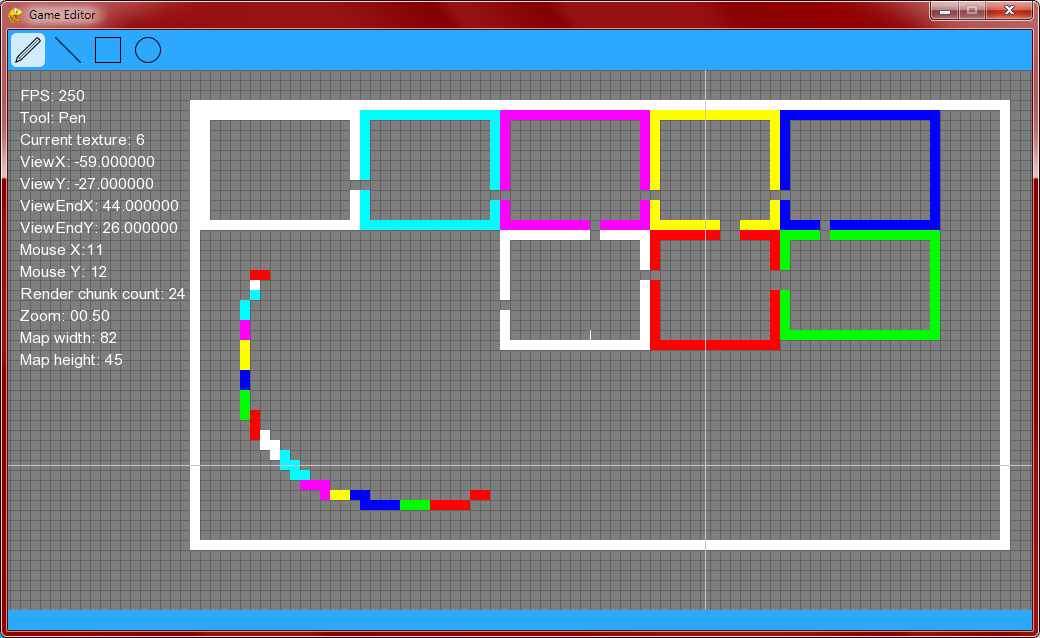 Game Editor
FPS: 250
Tool: Pen
Current texture: 6
ViewX: -59.000000
ViewY: -27.000000
ViewEndX: 44.000000
ViewEndY: 26.000000
Mouse X:11
Mouse Y: 12
Render chunk count: 24
Zoom: 00.50
Map width: 82
Map height: 45